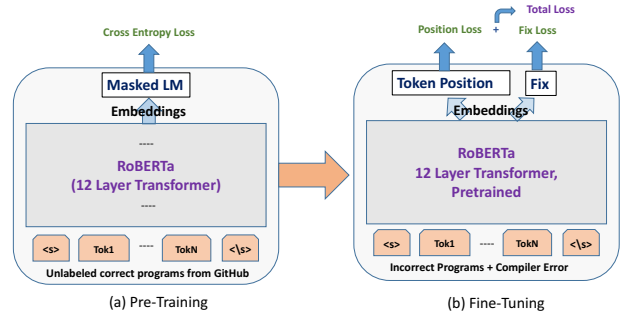 Cross Entropy Loss
Masked LM
Embeddings
----
RoBERTa
(12 Layer Transformer)
----
<s> Tok1 ---- TokN <\s>
Unlabeled correct programs from GitHub
(a) Pre-Training
Total Loss
Position Loss + Fix Loss
Token Position Fix
Embeddings
RoBERTa
12 Layer Transformer,
Pretrained
<s> Tok1 ---- TokN <\s>
Incorrect Programs + Compiler Error
(b) Fine-Tuning